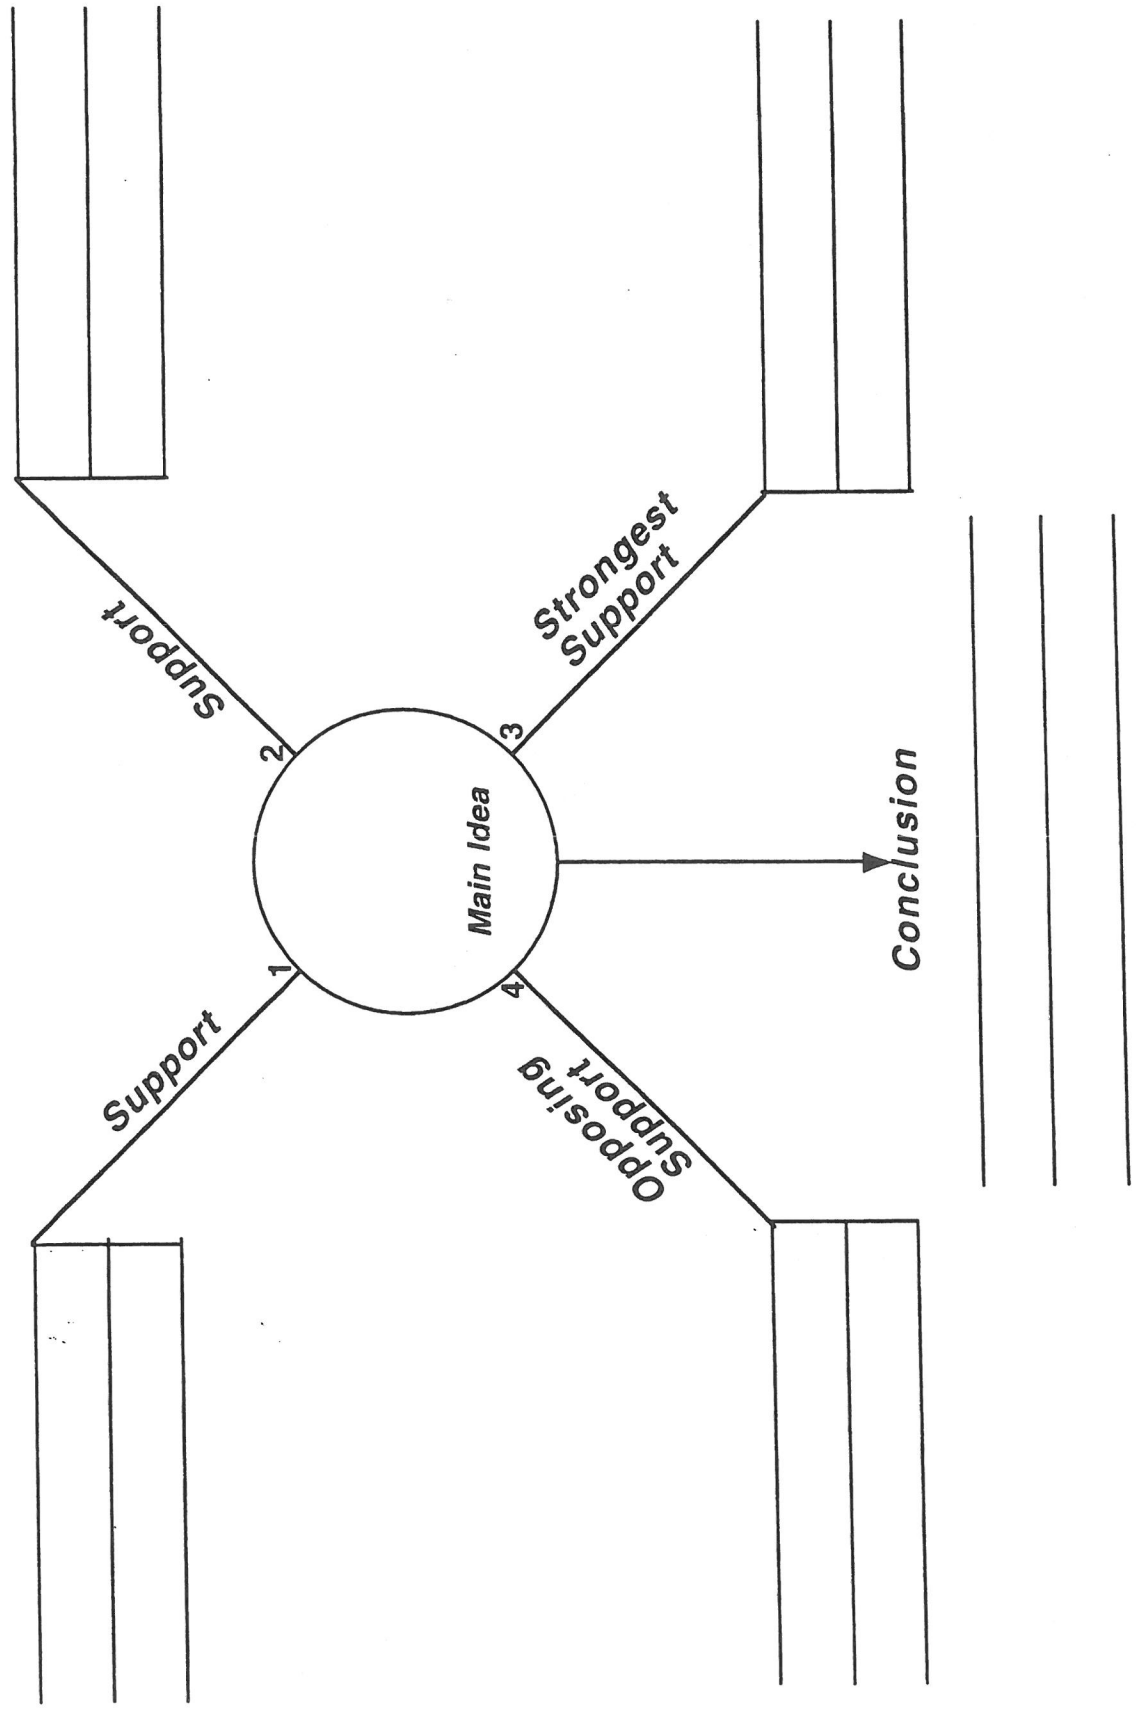 1
Support
2
Support
Main Idea
3
Strongest
Support
4
Opposing
Support
Conclusion